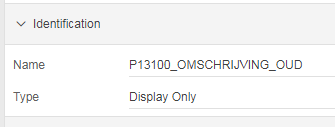 Identification
Name P13100_OMSCHRIJVING_OUD
Type Display Only